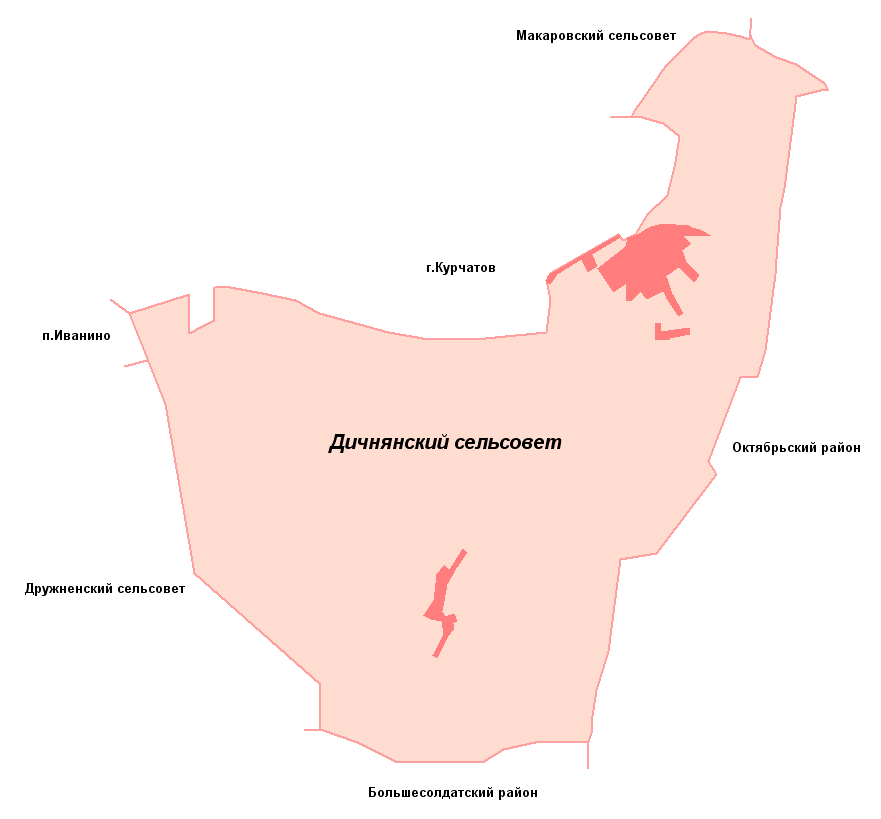 Макаровский сельсовет
г.Курчатов
п.Иванино
Дичнянский сельсовет
Октябрьский район
Дружненский сельсовет
Большесолдатский район